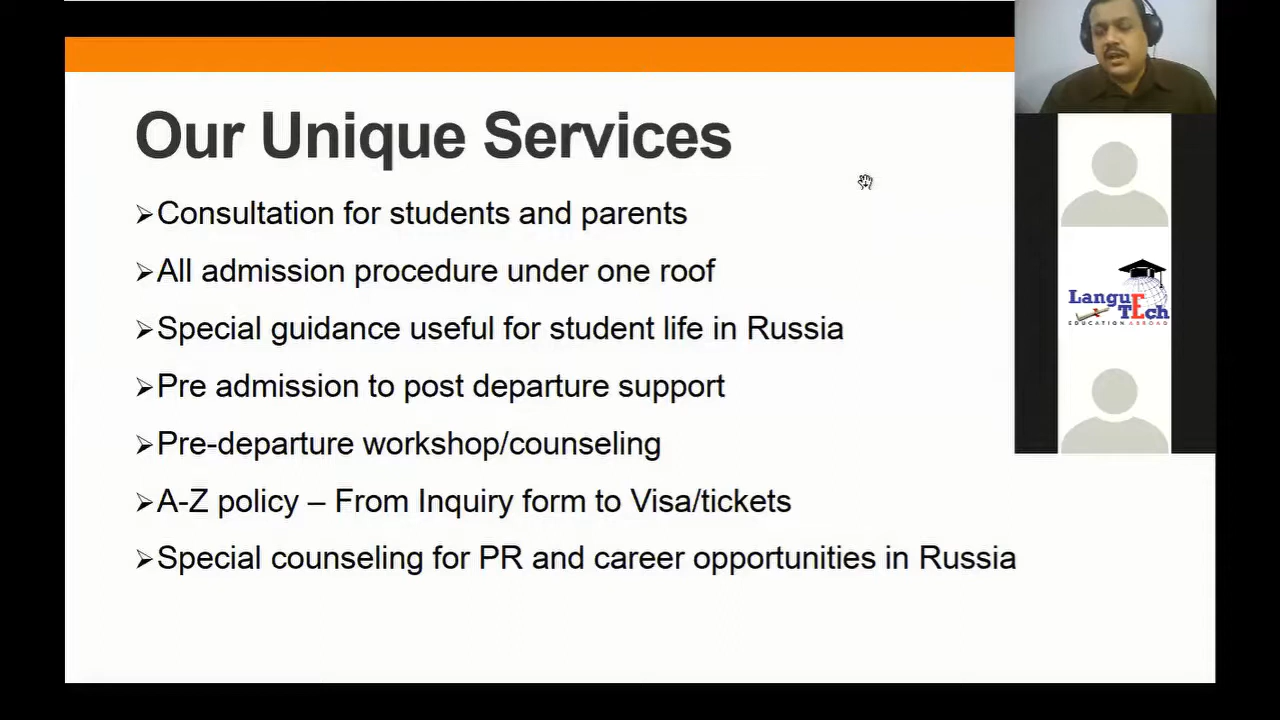 Our Unique Services
➢Consultation for students and parents
➢All admission procedure under one roof
➢Special guidance useful for student life in Russia
➢Pre admission to post departure support
➢Pre-departure workshop/counseling
➢A-Z policy – From Inquiry form to Visa/tickets
➢Special counseling for PR and career opportunities in Russia
Langu
TEch
EDUCATION ABROAD